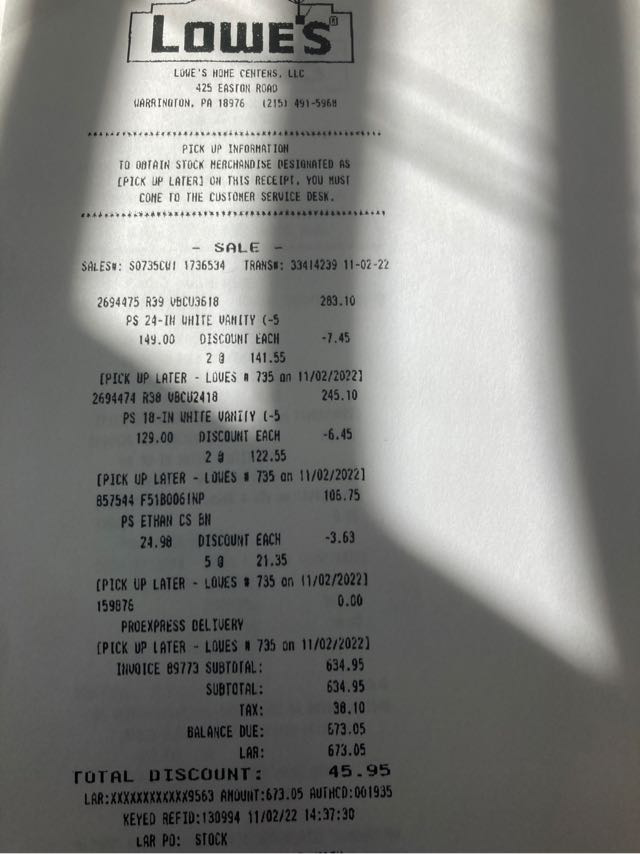 LOWE'S®
LOWE'S HOME CENTERS, LLC
425 EASTON ROAD
WARRINGTON, PA 18976 (215) 491-5968
PICK UP INFORMATION
TO OBTAIN STOCK MERCHANDISE DESIGNATED AS
[PICK UP LATER] ON THIS RECEIPT, YOU MUST
COME TO THE CUSTOMER SERVICE DESK.
- SALE -
SALES#: S0735CU1 1736534 TRANS#: 33414239 11-02-22
2694475 R39 VBCU3618 283.10
PS 24-IN WHITE VANITY (-5
149.00 DISCOUNT EACH -7.45
2 @ 141.55
[PICK UP LATER - LOWES # 735 on 11/02/2022]
2694474 R38 VBCU2418 245.10
PS 18-IN WHITE VANITY (-5
129.00 DISCOUNT EACH -6.45
2 @ 122.55
[PICK UP LATER - LOWES # 735 on 11/02/2022]
857544 F51B0061NP 106.75
PS ETHAN CS BN
24.98 DISCOUNT EACH -3.63
5 @ 21.35
[PICK UP LATER - LOWES # 735 on 11/02/2022]
159876 0.00
PROEXPRESS DELIVERY
[PICK UP LATER - LOWES # 735 on 11/02/2022]
INVOICE 89773 SUBTOTAL: 634.95
SUBTOTAL: 634.95
TAX: 38.10
BALANCE DUE: 673.05
LAR: 673.05
TOTAL DISCOUNT: 45.95
LAR:XXXXXXXXXXXX9563 AMOUNT:673.05 AUTHCD:001935
KEYED REFID:130994 11/02/22 14:37:30
LAR PO: STOCK